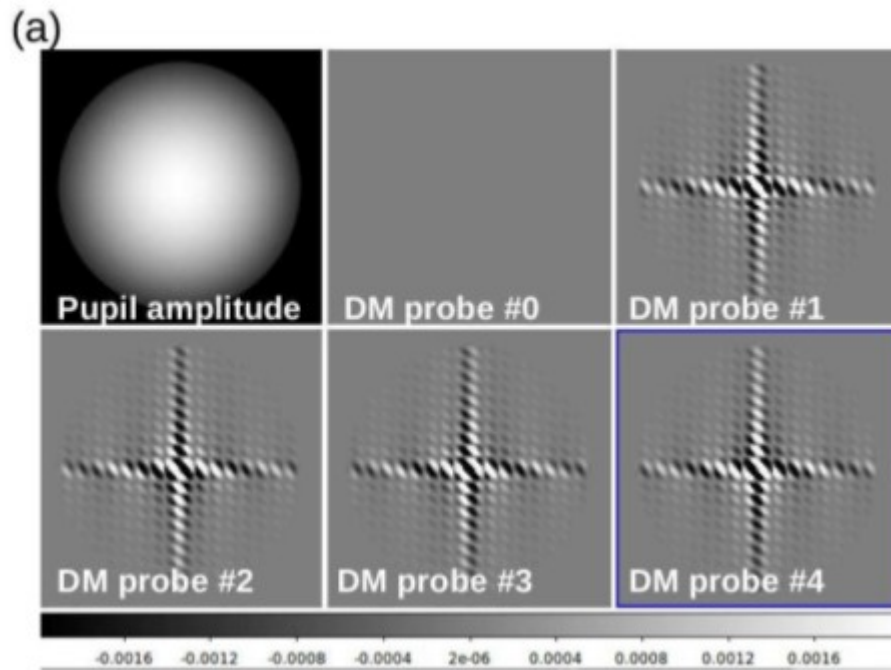 (a)
Pupil amplitude
DM probe #0
DM probe #1
DM probe #2
DM probe #3
DM probe #4
-0.0016 -0.0012 -0.0008 -0.0004 2e-06 0.0004 0.0008 0.0012 0.0016